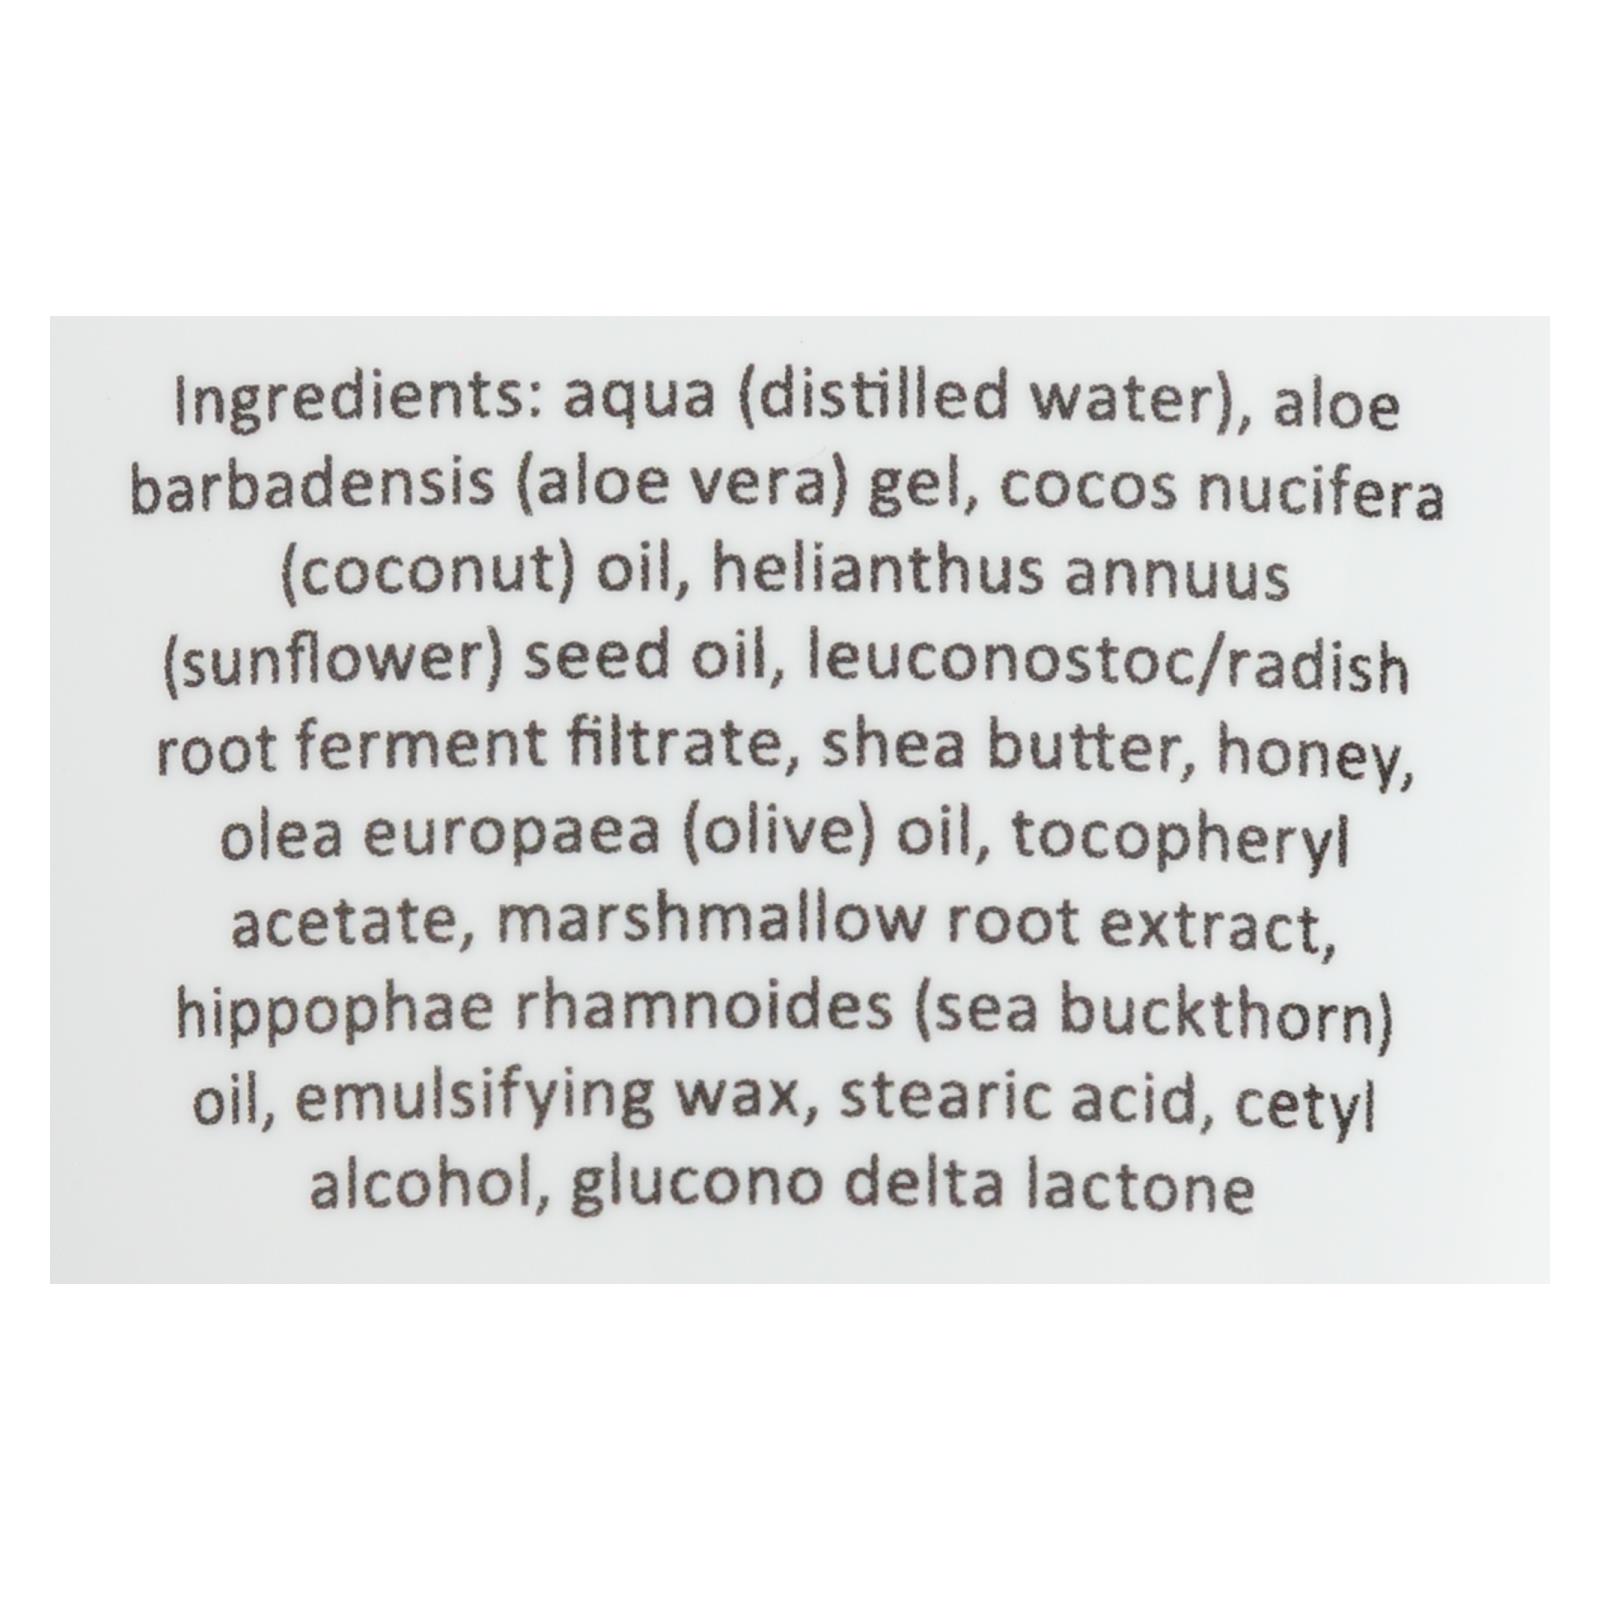 Ingredients: aqua (distilled water), aloe
barbadensis (aloe vera) gel, cocos nucifera
(coconut) oil, helianthus annuus
(sunflower) seed oil, leuconostoc/radish
root ferment filtrate, shea butter, honey,
olea europaea (olive) oil, tocopheryl
acetate, marshmallow root extract,
hippophae rhamnoides (sea buckthorn)
oil, emulsifying wax, stearic acid, cetyl
alcohol, glucono delta lactone